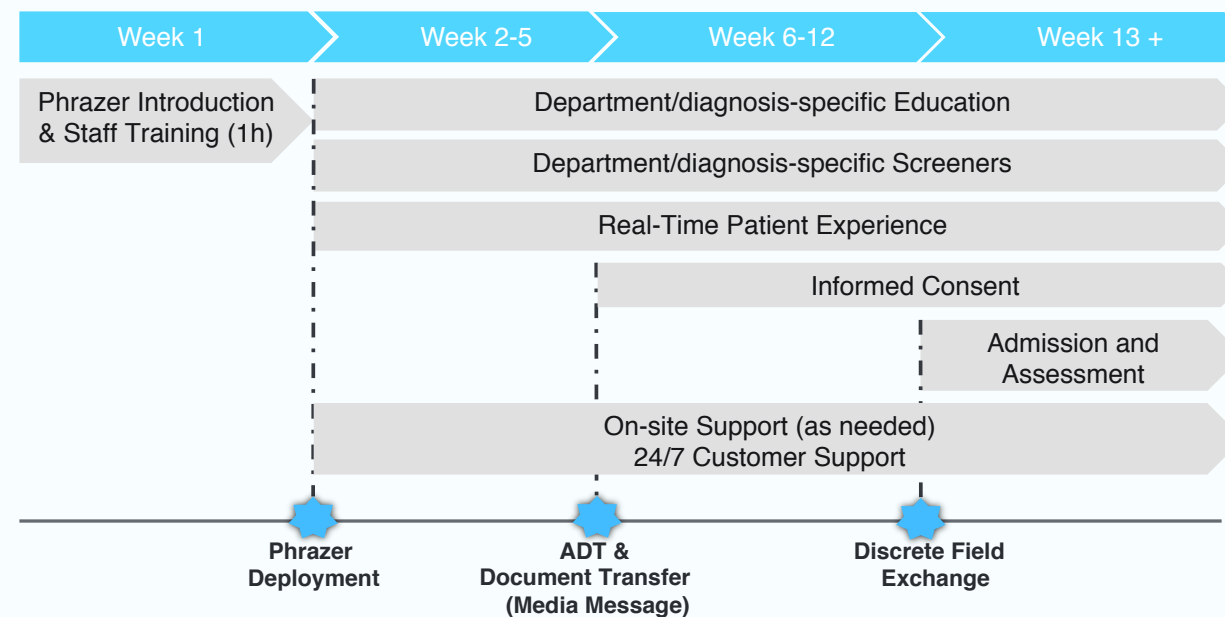 Week 1
Week 2-5
Week 6-12
Week 13 +
Phrazer Introduction
& Staff Training (1h)
Department/diagnosis-specific Education
Department/diagnosis-specific Screeners
Real-Time Patient Experience
Informed Consent
Admission and
Assessment
On-site Support (as needed)
24/7 Customer Support
Phrazer
Deployment
ADT &
Document Transfer
(Media Message)
Discrete Field
Exchange